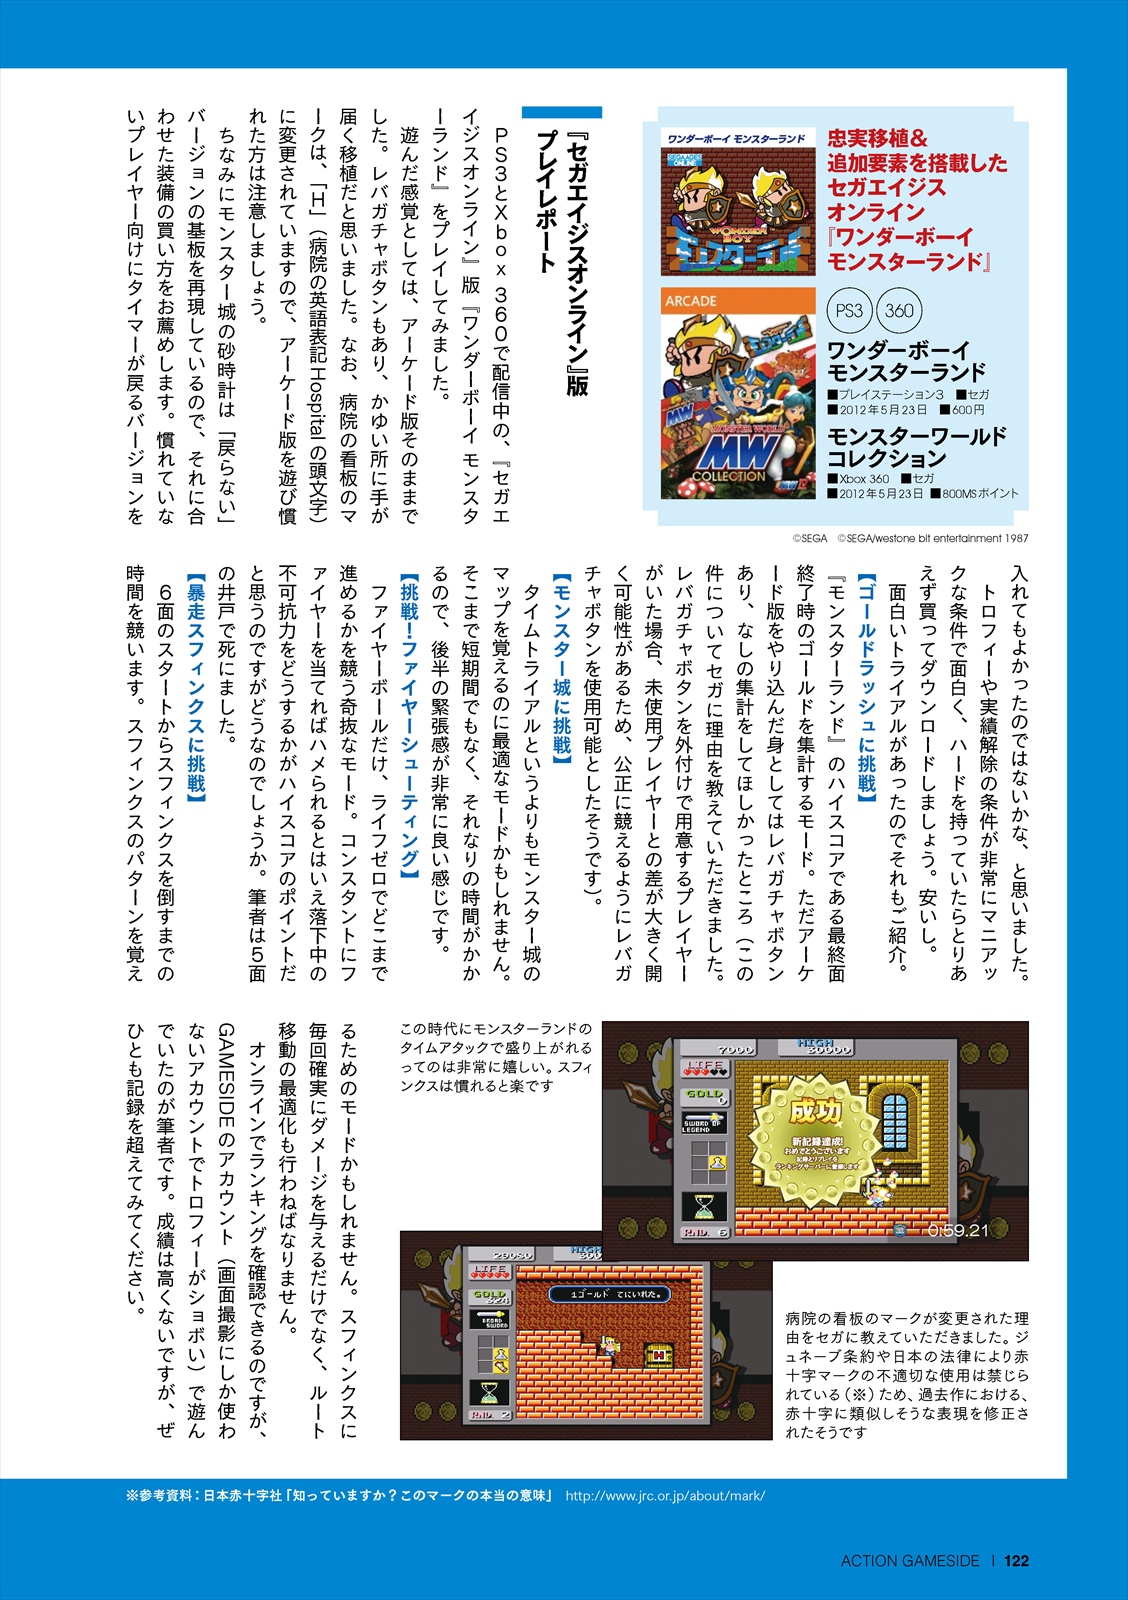 忠実移植&
追加要素を搭載した
セガエイジス
オンライン
『ワンダーボーイ
モンスターランド』
PS3 360
ワンダーボーイ
モンスターランド
■プレイステーション3 ■セガ
■2012年5月23日 ■600円
モンスターワールド
コレクション
■Xbox 360 ■セガ
■2012年5月23日 ■800MSポイント
ワンダーボーイ モンスターランド
SEGA AGES
ONLINE
WONDER
BOY
モンスターランド
ARCADE
MONSTER WORLD
MW
COLLECTION
©SEGA ©SEGA/westone bit entertainment 1987
『セガエイジスオンライン』版
プレイレポート
PS3とXbox 360で配信中の、『セガエ
イジスオンライン』版『ワンダーボーイ モンスタ
ーランド』をプレイしてみました。
遊んだ感覚としては、アーケード版そのままで
した。レバガチャボタンもあり、かゆい所に手が
届く移植だと思いました。なお、病院の看板のマ
ークは、「H」(病院の英語表記Hospitalの頭文字)
に変更されていますので、アーケード版を遊び慣
れた方は注意しましょう。
ちなみにモンスター城の砂時計は「戻らない」
バージョンの基板を再現しているので、それに合
わせた装備の買い方をお薦めします。慣れていな
いプレイヤー向けにタイマーが戻るバージョンを
入れてもよかったのではないかな、と思いました。
トロフィーや実績解除の条件が非常にマニアッ
クな条件で面白く、ハードを持っていたらとりあ
えず買ってダウンロードしましょう。安いし。
面白いトライアルがあったのでそれもご紹介。
【ゴールドラッシュに挑戦】
『モンスターランド』のハイスコアである最終面
終了時のゴールドを集計するモード。ただアーケ
ード版をやり込んだ身としてはレバガチャボタン
あり、なしの集計をしてほしかったところ(この
件についてセガに理由を教えていただきました。
レバガチャボタンを外付けで用意するプレイヤー
がいた場合、未使用プレイヤーとの差が大きく開
く可能性があるため、公正に競えるようにレバガ
チャボタンを使用可能としたそうです)。
【モンスター城に挑戦】
タイムトライアルというよりもモンスター城の
マップを覚えるのに最適なモードかもしれません。
そこまで短期間でもなく、それなりの時間がかか
るので、後半の緊張感が非常に良い感じです。
【挑戦!ファイヤーシューティング】
ファイヤーボールだけ、ライフゼロでどこまで
進めるかを競う奇抜なモード。コンスタントにフ
ァイヤーを当てればハメられるとはいえ落下中の
不可抗力をどうするかがハイスコアのポイントだ
と思うのですがどうなのでしょうか。筆者は5面
の井戸で死にました。
【暴走スフィンクスに挑戦】
6面のスタートからスフィンクスを倒すまでの
時間を競います。スフィンクスのパターンを覚え
るためのモードかもしれません。スフィンクスに
毎回確実にダメージを与えるだけでなく、ルート
移動の最適化も行わねばなりません。
オンラインでランキングを確認できるのですが、
GAMESIDEのアカウント(画面撮影にしか使わ
ないアカウントでトロフィーがショボい)で遊ん
でいたのが筆者です。成績は高くないですが、ぜ
ひとも記録を超えてみてください。
この時代にモンスターランドの
タイムアタックで盛り上がれる
ってのは非常に嬉しい。スフィ
ンクスは慣れると楽です
7000
HIGH
30000
LIFE
GOLD
0
SWORD OF
LEGEND
RND. 6
成功
新記録達成!
おめでとうございます
記録とリプレイを
ランキングサーバーに登録します
0:59.21
29080
HIGH
LIFE
GOLD
324
BROAD
SWORD
RND. 2
1ゴールド てにいれた。
H
病院の看板のマークが変更された理
由をセガに教えていただきました。ジ
ュネーブ条約や日本の法律により赤
十字マークの不適切な使用は禁じら
れている(※)ため、過去作における、
赤十字に類似しそうな表現を修正さ
れたそうです
※参考資料:日本赤十字社「知っていますか?このマークの本当の意味」 http://www.jrc.or.jp/about/mark/
ACTION GAMESIDE | 122